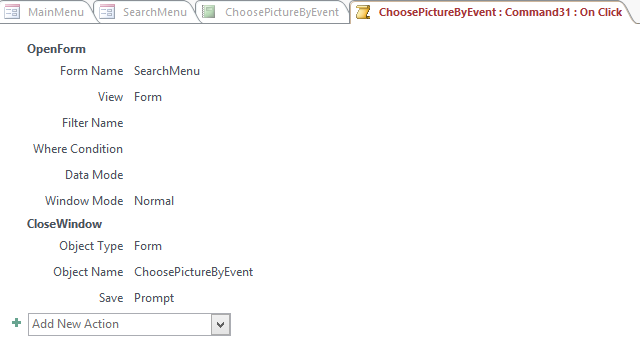 MainMenu SearchMenu ChoosePictureByEvent ChoosePictureByEvent : Command31 : On Click
OpenForm
Form Name SearchMenu
View Form
Filter Name
Where Condition
Data Mode
Window Mode Normal
CloseWindow
Object Type Form
Object Name ChoosePictureByEvent
Save Prompt
Add New Action